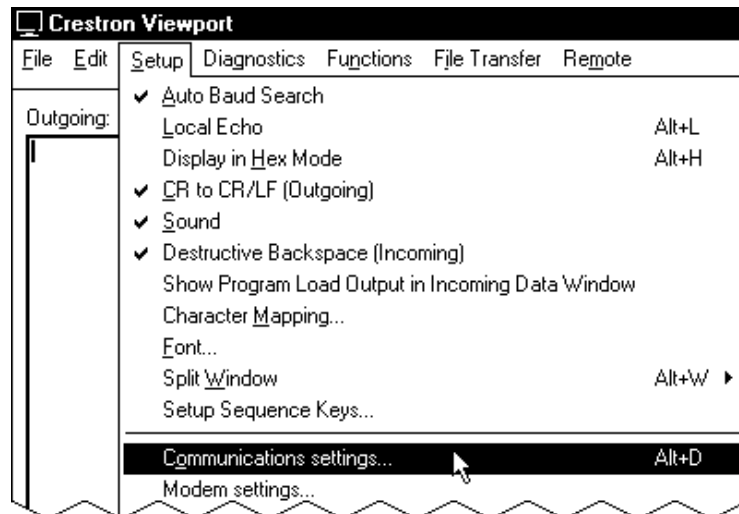 Crestron Viewport
File Edit Setup Diagnostics Functions File Transfer Remote
Outgoing:
Auto Baud Search
Local Echo Alt+L
Display in Hex Mode Alt+H
CR to CR/LF (Outgoing)
Sound
Destructive Backspace (Incoming)
Show Program Load Output in Incoming Data Window
Character Mapping...
Font...
Split Window Alt+W
Setup Sequence Keys...
Communications settings... Alt+D
Modem settings...